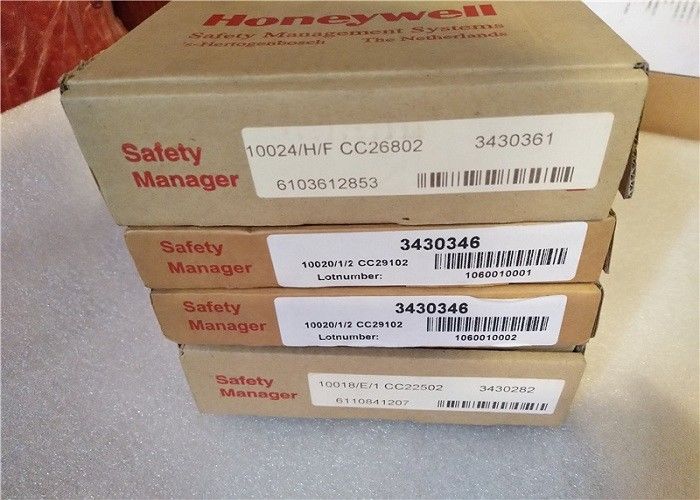 Honeywell
Safety Management Systems
's-Hertogenbosch The Netherlands
Safety
Manager
10024/H/F CC26802 3430361
6103612853
Safety
Manager
3430346
10020/1/2 CC29102
Lotnumber: 1060010001
Safety
Manager
3430346
10020/1/2 CC29102
Lotnumber: 1060010002
Safety
Manager
10018/E/1 CC22502 3430282
6110841207